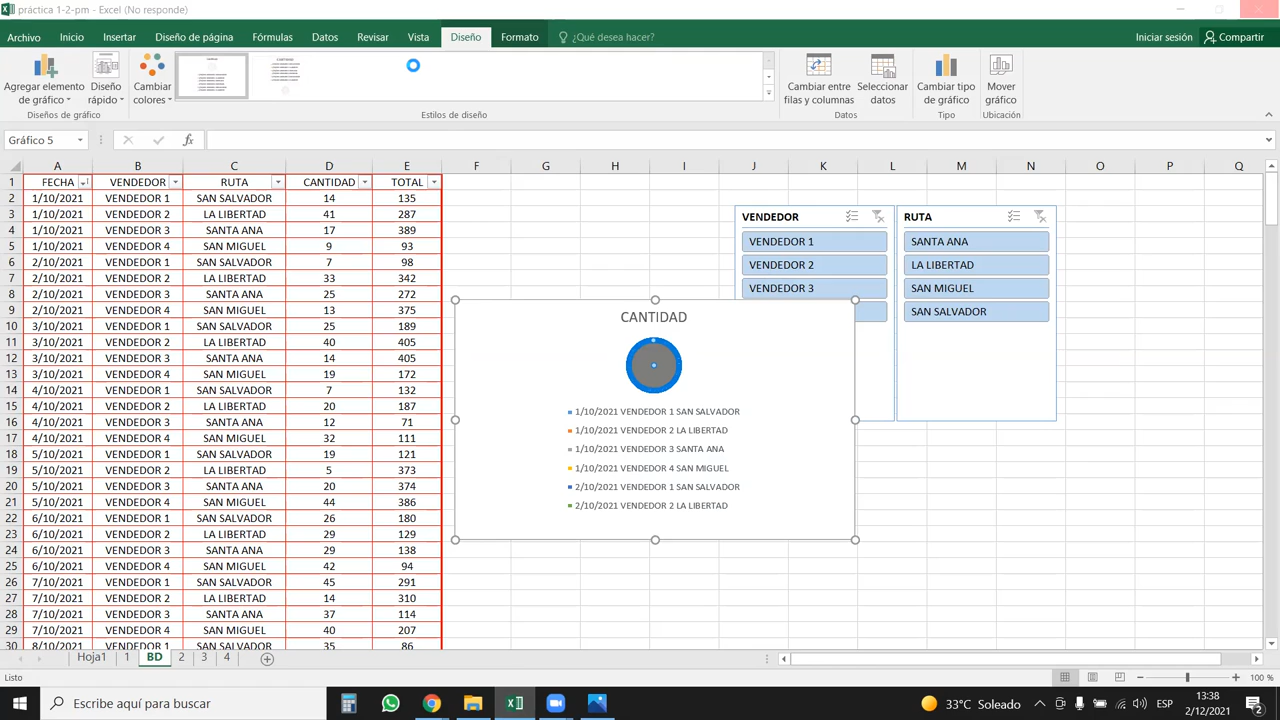 práctica 1-2-pm - Excel (No responde)
Archivo Inicio Insertar Diseño de página Fórmulas Datos Revisar Vista Diseño Formato ¿Qué desea hacer? Iniciar sesión Compartir
Agregar elemento de gráfico
Diseño rápido
Cambiar colores
Cambiar entre filas y columnas
Seleccionar datos
Cambiar tipo de gráfico
Mover gráfico
Diseños de gráfico Estilos de diseño Datos Tipo Ubicación
Gráfico 5 fx
A B C D E F G H I J K L M N O P Q
1 FECHA VENDEDOR RUTA CANTIDAD TOTAL
2 1/10/2021 VENDEDOR 1 SAN SALVADOR 14 135
3 1/10/2021 VENDEDOR 2 LA LIBERTAD 41 287
4 1/10/2021 VENDEDOR 3 SANTA ANA 17 389
5 1/10/2021 VENDEDOR 4 SAN MIGUEL 9 93
6 2/10/2021 VENDEDOR 1 SAN SALVADOR 7 98
7 2/10/2021 VENDEDOR 2 LA LIBERTAD 33 342
8 2/10/2021 VENDEDOR 3 SANTA ANA 25 272
9 2/10/2021 VENDEDOR 4 SAN MIGUEL 13 375
10 3/10/2021 VENDEDOR 1 SAN SALVADOR 25 189
11 3/10/2021 VENDEDOR 2 LA LIBERTAD 40 405
12 3/10/2021 VENDEDOR 3 SANTA ANA 14 405
13 3/10/2021 VENDEDOR 4 SAN MIGUEL 19 172
14 4/10/2021 VENDEDOR 1 SAN SALVADOR 7 132
15 4/10/2021 VENDEDOR 2 LA LIBERTAD 20 187
16 4/10/2021 VENDEDOR 3 SANTA ANA 12 71
17 4/10/2021 VENDEDOR 4 SAN MIGUEL 32 111
18 5/10/2021 VENDEDOR 1 SAN SALVADOR 19 121
19 5/10/2021 VENDEDOR 2 LA LIBERTAD 5 373
20 5/10/2021 VENDEDOR 3 SANTA ANA 20 374
21 5/10/2021 VENDEDOR 4 SAN MIGUEL 44 386
22 6/10/2021 VENDEDOR 1 SAN SALVADOR 26 180
23 6/10/2021 VENDEDOR 2 LA LIBERTAD 29 129
24 6/10/2021 VENDEDOR 3 SANTA ANA 29 138
25 6/10/2021 VENDEDOR 4 SAN MIGUEL 42 94
26 7/10/2021 VENDEDOR 1 SAN SALVADOR 45 291
27 7/10/2021 VENDEDOR 2 LA LIBERTAD 14 310
28 7/10/2021 VENDEDOR 3 SANTA ANA 37 114
29 7/10/2021 VENDEDOR 4 SAN MIGUEL 40 207
30 8/10/2021 VENDEDOR 1 SAN SALVADOR 35 86
VENDEDOR
VENDEDOR 1
VENDEDOR 2
VENDEDOR 3
RUTA
SANTA ANA
LA LIBERTAD
SAN MIGUEL
SAN SALVADOR
CANTIDAD
1/10/2021 VENDEDOR 1 SAN SALVADOR
1/10/2021 VENDEDOR 2 LA LIBERTAD
1/10/2021 VENDEDOR 3 SANTA ANA
1/10/2021 VENDEDOR 4 SAN MIGUEL
2/10/2021 VENDEDOR 1 SAN SALVADOR
2/10/2021 VENDEDOR 2 LA LIBERTAD
Hoja1 1 BD 2 3 4
Listo 100 %
Escribe aquí para buscar
33°C Soleado ESP 13:38
2/12/2021